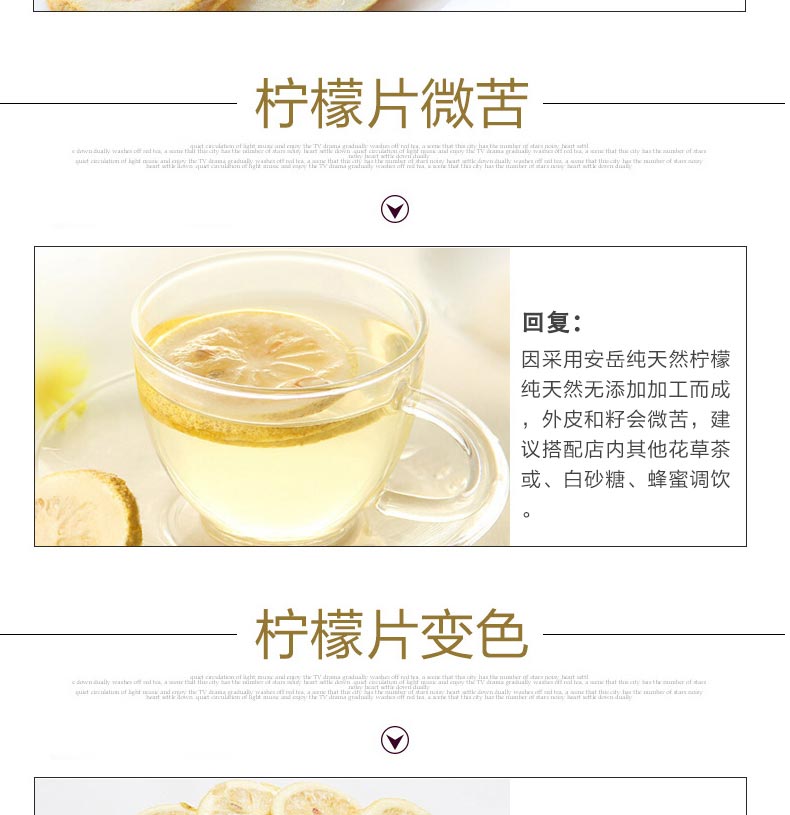 柠檬片微苦
quiet circulation of light music and enjoy the TV drama gradually washes off red tea, a scene that this city has the number of stars noisy heart settl
e down dually washes off red tea, a scene that this city has the number of stars noisy heart settle down .quiet circulation of light music and enjoy the TV drama gradually washes off red tea, a scene that this city has the number of stars
noisy heart settle down dually
quiet circulation of light music and enjoy the TV drama gradually washes off red tea, a scene that this city has the number of stars noisy heart settle down dually washes off red tea, a scene that this city has the number of stars noisy
heart settle down .quiet circulation of light music and enjoy the TV drama gradually washes off red tea, a scene that this city has the number of stars noisy heart settle down dually
回复：
因采用安岳纯天然柠檬
纯天然无添加加工而成
，外皮和籽会微苦，建
议搭配店内其他花草茶
或、白砂糖、蜂蜜调饮
。
柠檬片变色
quiet circulation of light music and enjoy the TV drama gradually washes off red tea, a scene that this city has the number of stars noisy heart settl
e down dually washes off red tea, a scene that this city has the number of stars noisy heart settle down .quiet circulation of light music and enjoy the TV drama gradually washes off red tea, a scene that this city has the number of stars
noisy heart settle down dually
quiet circulation of light music and enjoy the TV drama gradually washes off red tea, a scene that this city has the number of stars noisy heart settle down dually washes off red tea, a scene that this city has the number of stars noisy
heart settle down .quiet circulation of light music and enjoy the TV drama gradually washes off red tea, a scene that this city has the number of stars noisy heart settle down dually